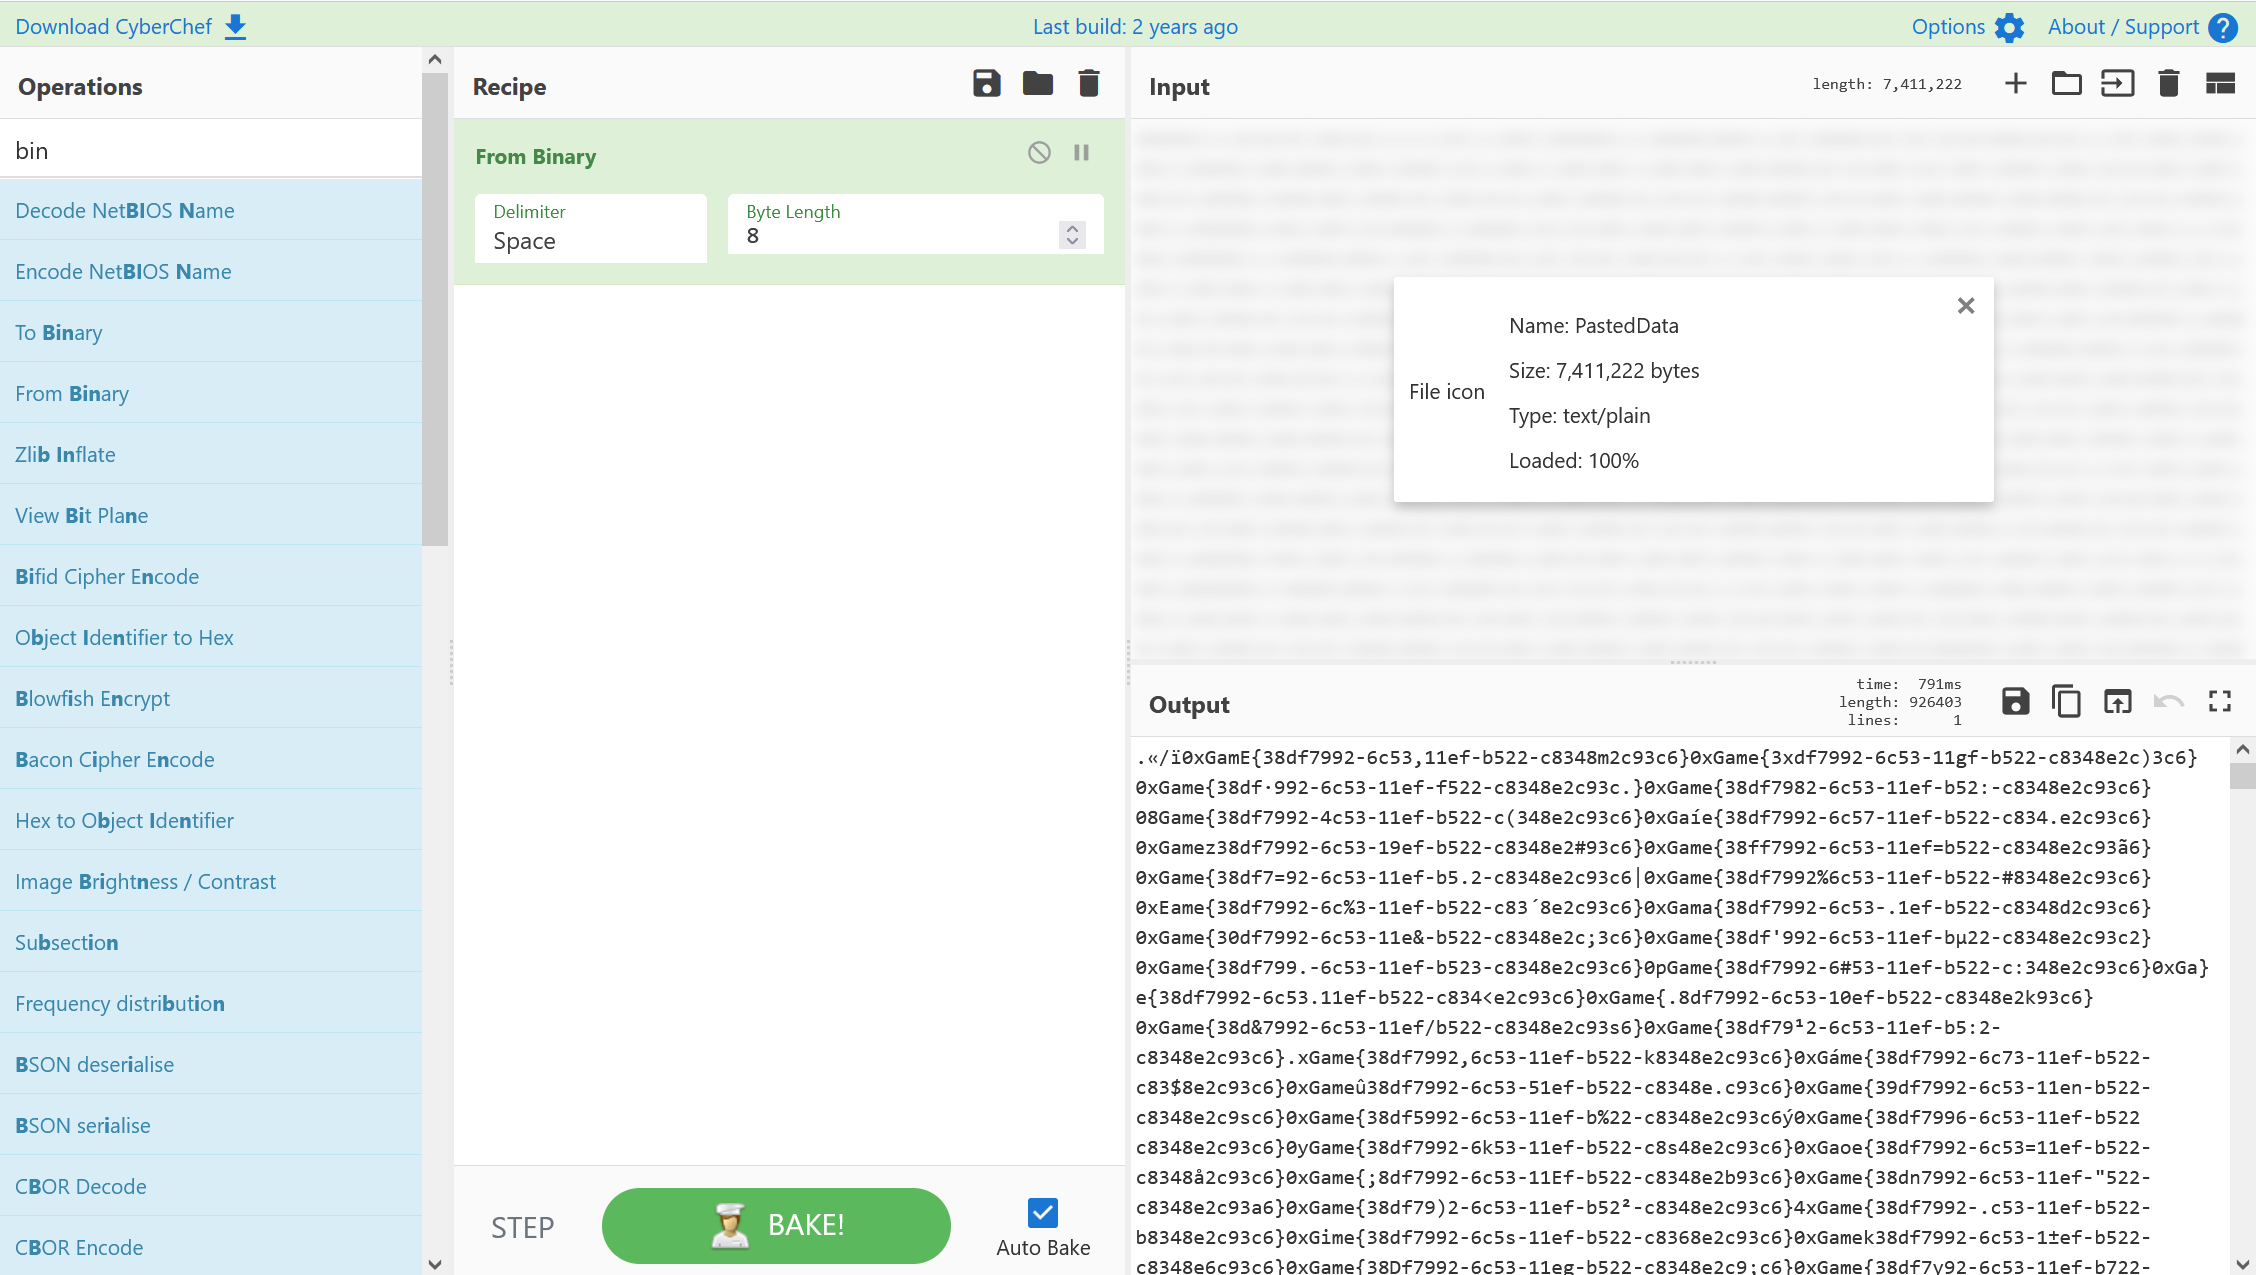 Download CyberChef
Last build: 2 years ago
Options
About / Support
Operations
bin
Decode NetBIOS Name
Encode NetBIOS Name
To Binary
From Binary
Zlib Inflate
View Bit Plane
Bifid Cipher Encode
Object Identifier to Hex
Blowfish Encrypt
Bacon Cipher Encode
Hex to Object Identifier
Image Brightness / Contrast
Subsection
Frequency distribution
BSON deserialise
BSON serialise
CBOR Decode
CBOR Encode
Recipe
From Binary
Delimiter
Space
Byte Length
8
STEP
BAKE!
Auto Bake
Input
length: 7,411,222
File icon
Name: PastedData
Size: 7,411,222 bytes
Type: text/plain
Loaded: 100%
Output
time: 791ms
length: 926403
lines: 1
.«/ï0xGamE{38df7992-6c53,11ef-b522-c8348m2c93c6}0xGame{3xdf7992-6c53-11gf-b522-c8348e2c)3c6}
0xGame{38df·992-6c53-11ef-f522-c8348e2c93c.}0xGame{38df7982-6c53-11ef-b52:-c8348e2c93c6}
08Game{38df7992-4c53-11ef-b522-c(348e2c93c6}0xGaíe{38df7992-6c57-11ef-b522-c834.e2c93c6}
0xGamez38df7992-6c53-19ef-b522-c8348e2#93c6}0xGame{38ff7992-6c53-11ef=b522-c8348e2c93ã6}
0xGame{38df7=92-6c53-11ef-b5.2-c8348e2c93c6|0xGame{38df7992%6c53-11ef-b522-#8348e2c93c6}
0xEame{38df7992-6c%3-11ef-b522-c83´8e2c93c6}0xGama{38df7992-6c53-.1ef-b522-c8348d2c93c6}
0xGame{30df7992-6c53-11e&-b522-c8348e2c;3c6}0xGame{38df'992-6c53-11ef-bµ22-c8348e2c93c2}
0xGame{38df799.-6c53-11ef-b523-c8348e2c93c6}0pGame{38df7992-6#53-11ef-b522-c:348e2c93c6}0xGa}
e{38df7992-6c53.11ef-b522-c834<e2c93c6}0xGame{.8df7992-6c53-10ef-b522-c8348e2k93c6}
0xGame{38d&7992-6c53-11ef/b522-c8348e2c93s6}0xGame{38df79¹2-6c53-11ef-b5:2-
c8348e2c93c6}.xGame{38df7992,6c53-11ef-b522-k8348e2c93c6}0xGáme{38df7992-6c73-11ef-b522-
c83$8e2c93c6}0xGameû38df7992-6c53-51ef-b522-c8348e.c93c6}0xGame{39df7992-6c53-11en-b522-
c8348e2c9sc6}0xGame{38df5992-6c53-11ef-b%22-c8348e2c93c6ý0xGame{38df7996-6c53-11ef-b522
c8348e2c93c6}0yGame{38df7992-6k53-11ef-b522-c8s48e2c93c6}0xGaoe{38df7992-6c53=11ef-b522-
c8348å2c93c6}0xGame{;8df7992-6c53-11Ef-b522-c8348e2b93c6}0xGame{38dn7992-6c53-11ef-"522-
c8348e2c93a6}0xGame{38df79)2-6c53-11ef-b52²-c8348e2c93c6}4xGame{38df7992-.c53-11ef-b522-
b8348e2c93c6}0xGime{38df7992-6c5s-11ef-b522-c8368e2c93c6}0xGamek38df7992-6c53-1±ef-b522-
c8348e6c93c6}0xGame{38Df7992-6c53-11eg-b522-c8348e2c9;c6}0xGame{38df7y92-6c53-11ef-b722-